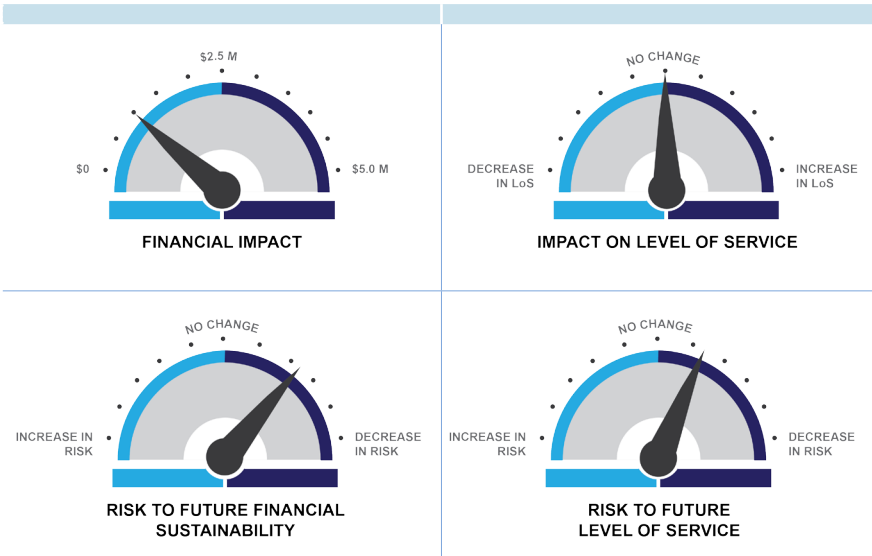 $2.5 M
$0
$5.0 M
FINANCIAL IMPACT
NO CHANGE
DECREASE
IN LoS
INCREASE
IN LoS
IMPACT ON LEVEL OF SERVICE
NO CHANGE
INCREASE IN
RISK
DECREASE
IN RISK
RISK TO FUTURE FINANCIAL
SUSTAINABILITY
NO CHANGE
INCREASE IN
RISK
DECREASE
IN RISK
RISK TO FUTURE
LEVEL OF SERVICE